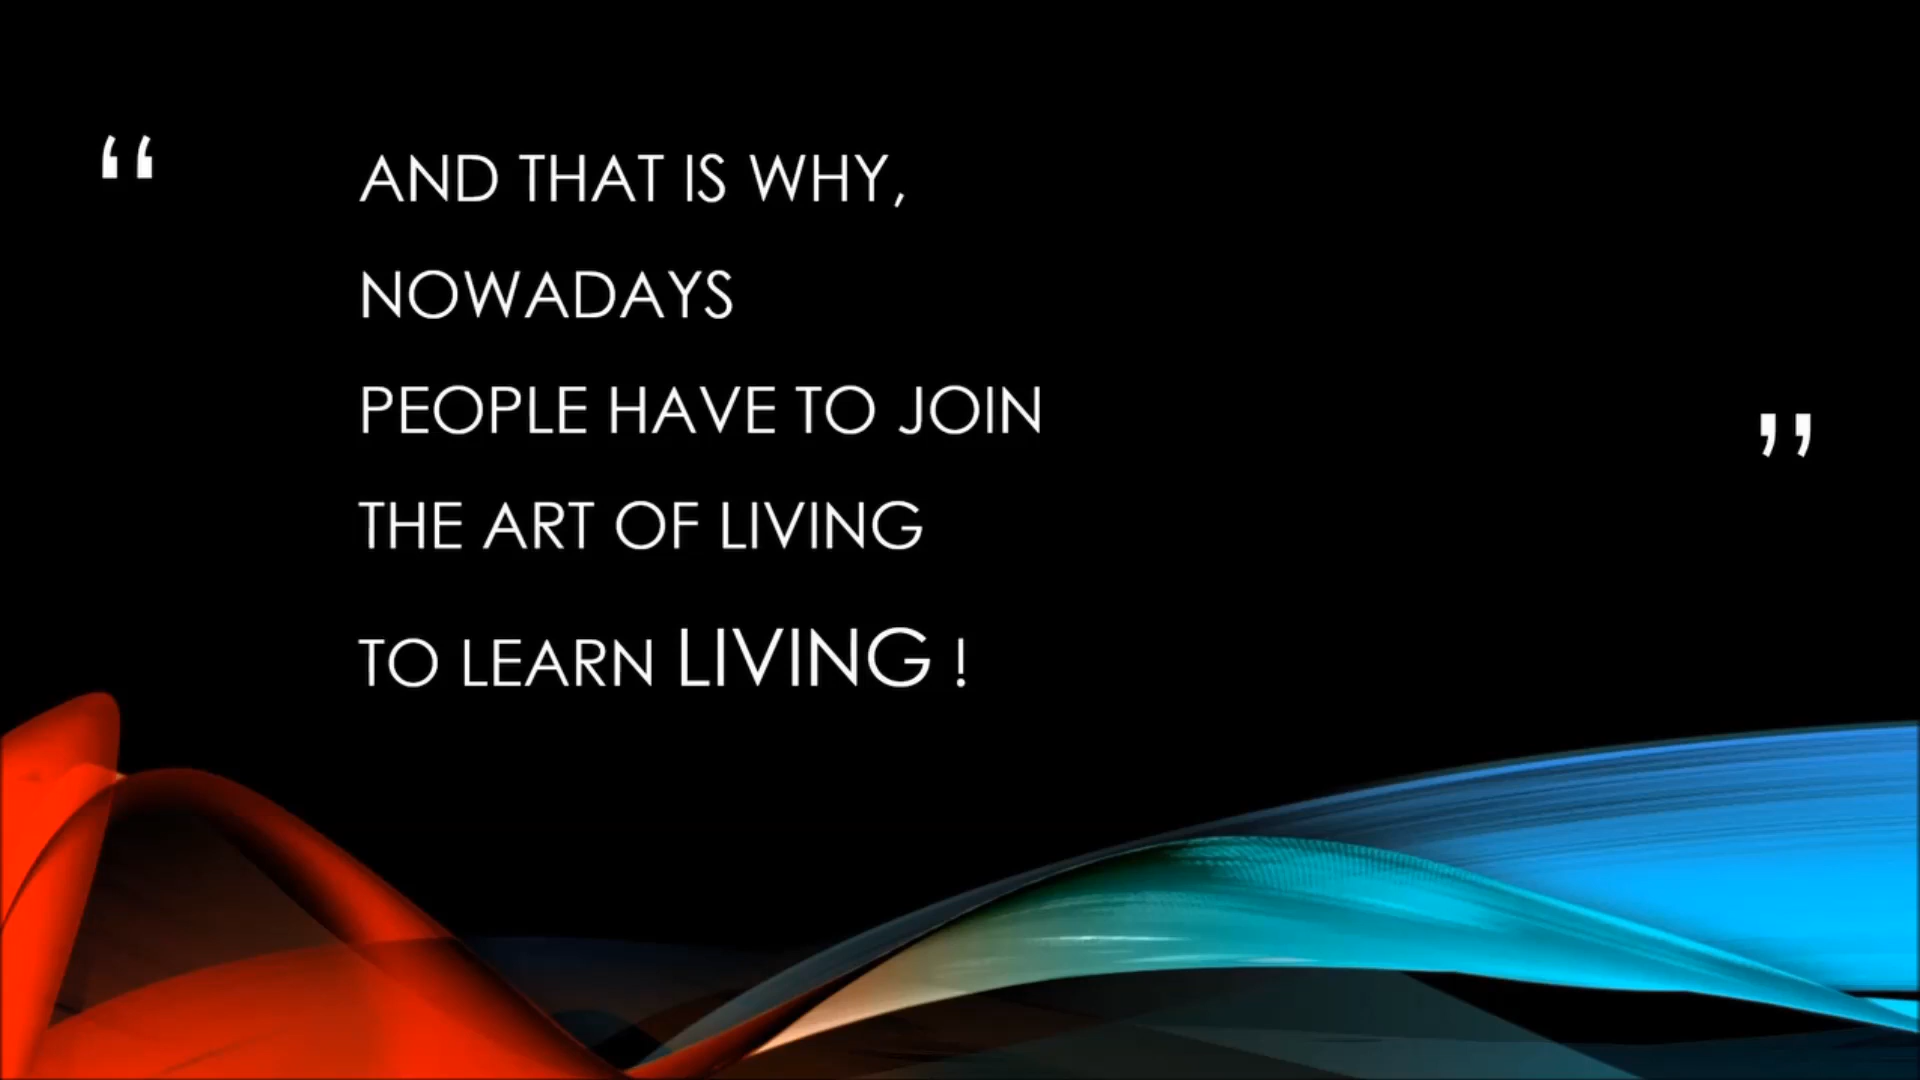 “
AND THAT IS WHY,
NOWADAYS
PEOPLE HAVE TO JOIN
THE ART OF LIVING
TO LEARN LIVING !
”